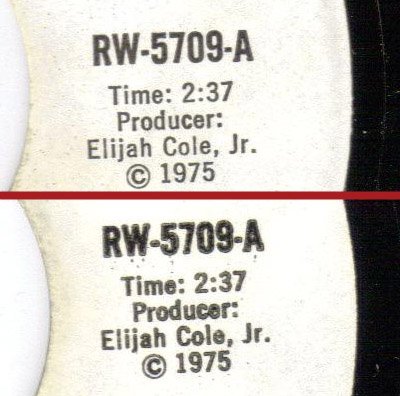 RW-5709-A
Time: 2:37
Producer:
Elijah Cole, Jr.
© 1975
RW-5709-A
Time: 2:37
Producer:
Elijah Cole, Jr.
© 1975